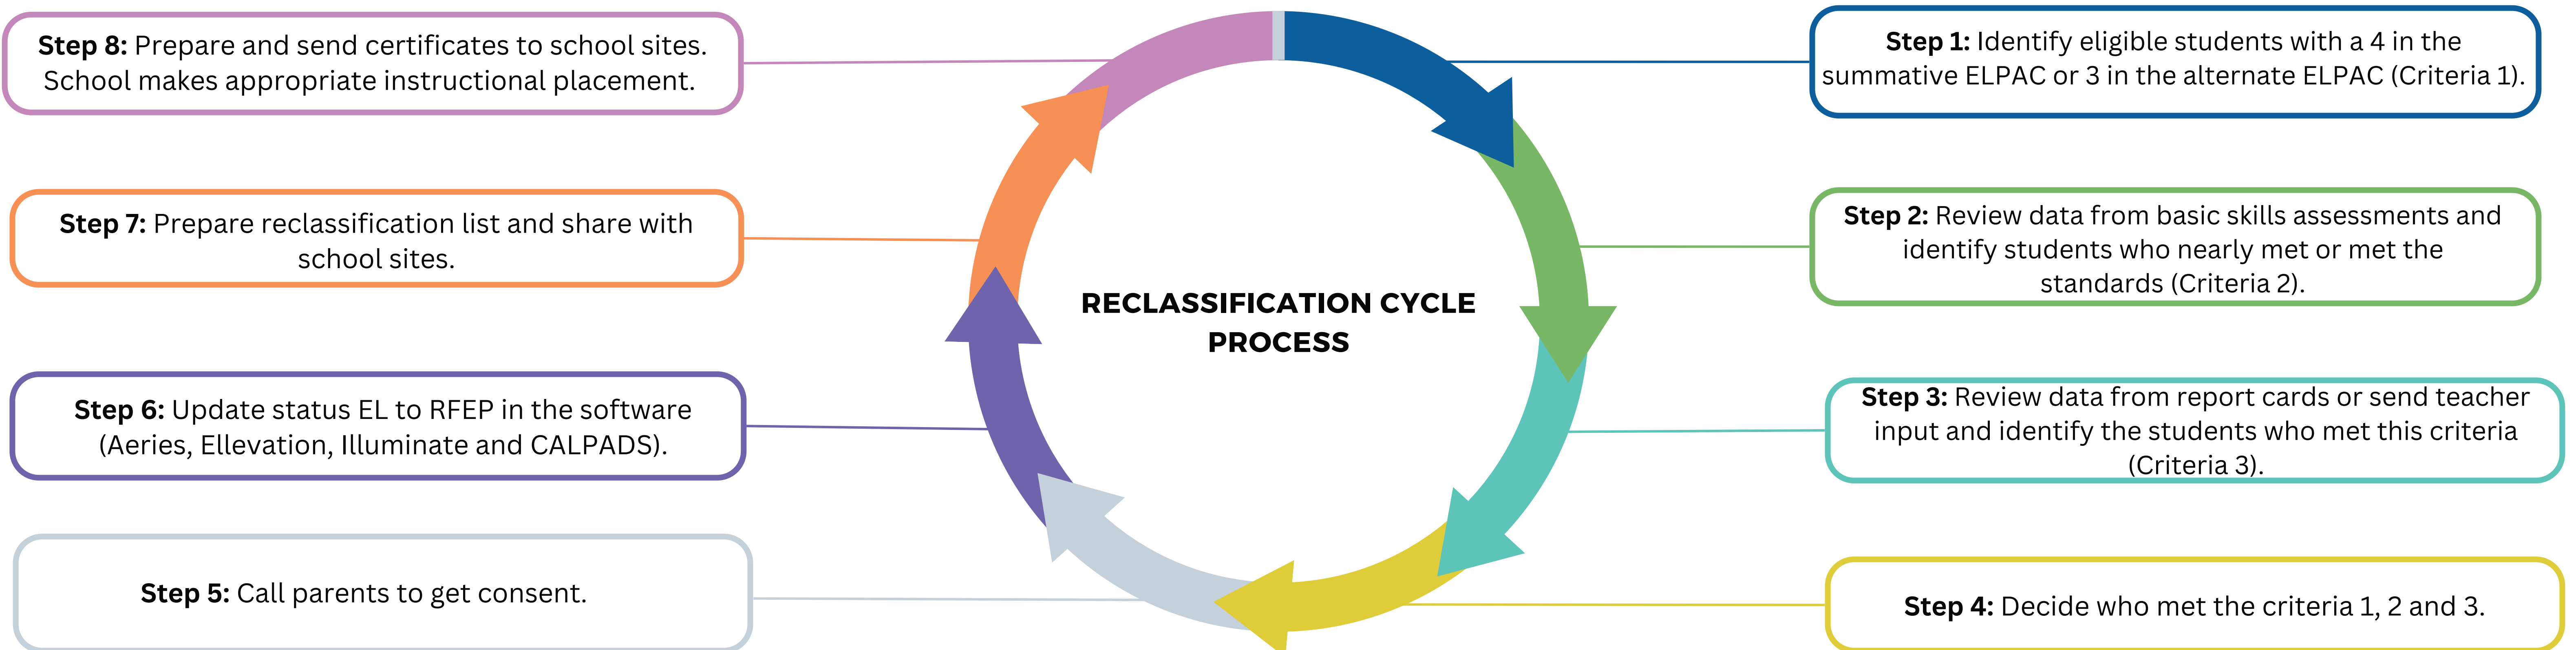 RECLASSIFICATION CYCLE
PROCESS
Step 1: Identify eligible students with a 4 in the
summative ELPAC or 3 in the alternate ELPAC (Criteria 1).
Step 2: Review data from basic skills assessments and
identify students who nearly met or met the
standards (Criteria 2).
Step 3: Review data from report cards or send teacher
input and identify the students who met this criteria
(Criteria 3).
Step 4: Decide who met the criteria 1, 2 and 3.
Step 5: Call parents to get consent.
Step 6: Update status EL to RFEP in the software
(Aeries, Ellevation, Illuminate and CALPADS).
Step 7: Prepare reclassification list and share with
school sites.
Step 8: Prepare and send certificates to school sites.
School makes appropriate instructional placement.